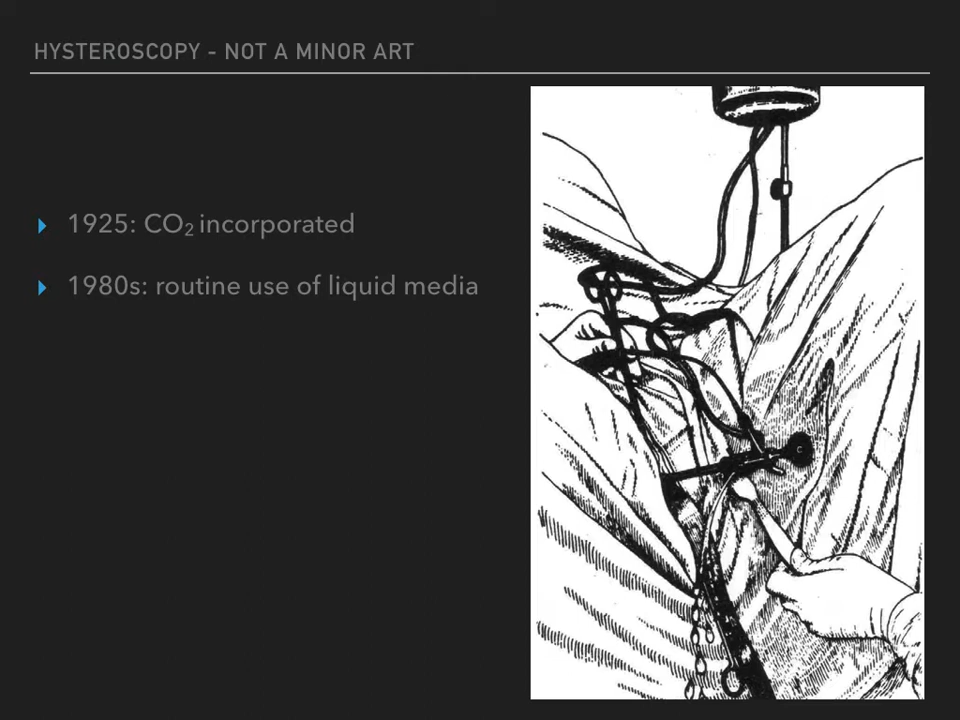 HYSTEROSCOPY - NOT A MINOR ART
1925: CO₂ incorporated
1980s: routine use of liquid media